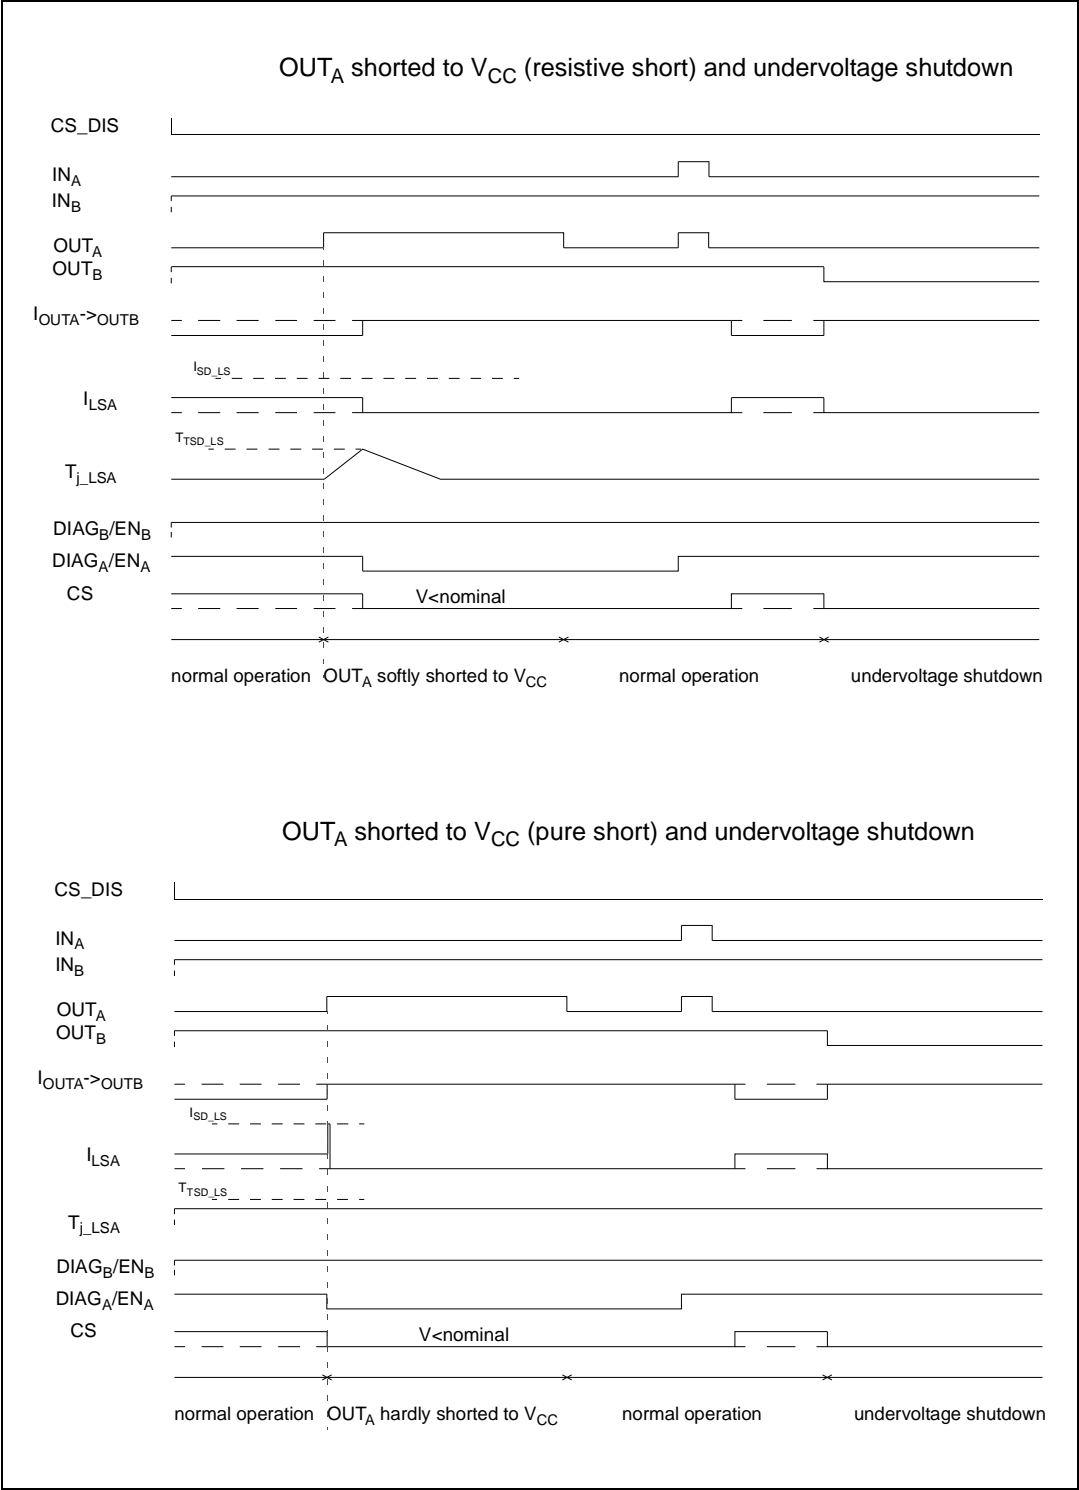 OUTA shorted to VCC (resistive short) and undervoltage shutdown
CS_DIS
INA
INB
OUTA
OUTB
IOUTA->OUTB
ISD_LS
ILSA
TTSD_LS
Tj_LSA
DIAGB/ENB
DIAGA/ENA
CS
V<nominal
normal operation OUTA softly shorted to VCC normal operation undervoltage shutdown
OUTA shorted to VCC (pure short) and undervoltage shutdown
CS_DIS
INA
INB
OUTA
OUTB
IOUTA->OUTB
ISD_LS
ILSA
TTSD_LS
Tj_LSA
DIAGB/ENB
DIAGA/ENA
CS
V<nominal
normal operation OUTA hardly shorted to VCC normal operation undervoltage shutdown